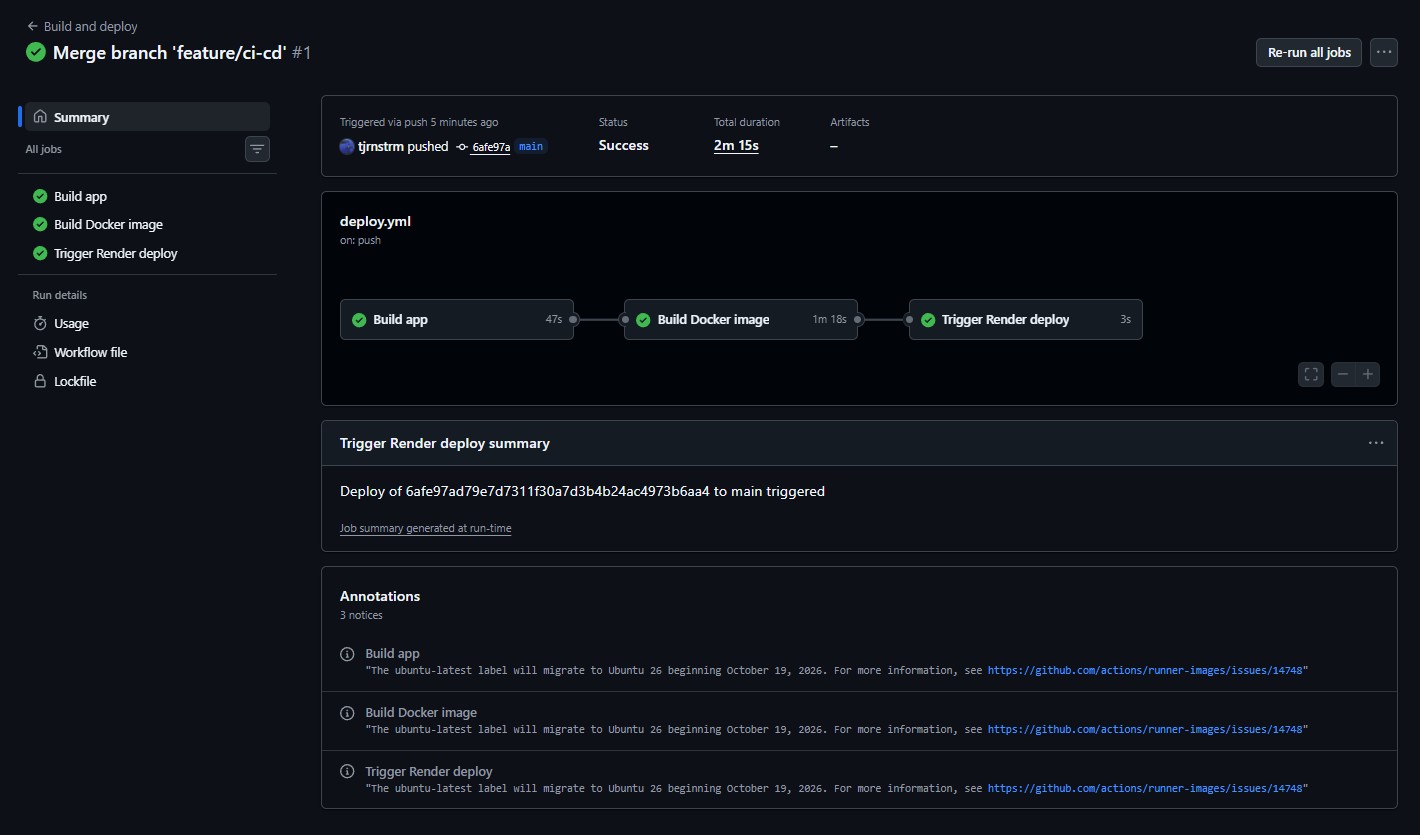 ← Build and deploy
Merge branch 'feature/ci-cd' #1
Re-run all jobs
Summary
All jobs
Build app
Build Docker image
Trigger Render deploy
Run details
Usage
Workflow file
Lockfile
Triggered via push 5 minutes ago
tjrnstrm pushed 6afe97a main
Status
Success
Total duration
2m 15s
Artifacts
–
deploy.yml
on: push
Build app 47s
Build Docker image 1m 18s
Trigger Render deploy 3s
Trigger Render deploy summary
Deploy of 6afe97ad79e7d7311f30a7d3b4b24ac4973b6aa4 to main triggered
Job summary generated at run-time
Annotations
3 notices
Build app
"The ubuntu-latest label will migrate to Ubuntu 26 beginning October 19, 2026. For more information, see https://github.com/actions/runner-images/issues/14748"
Build Docker image
"The ubuntu-latest label will migrate to Ubuntu 26 beginning October 19, 2026. For more information, see https://github.com/actions/runner-images/issues/14748"
Trigger Render deploy
"The ubuntu-latest label will migrate to Ubuntu 26 beginning October 19, 2026. For more information, see https://github.com/actions/runner-images/issues/14748"